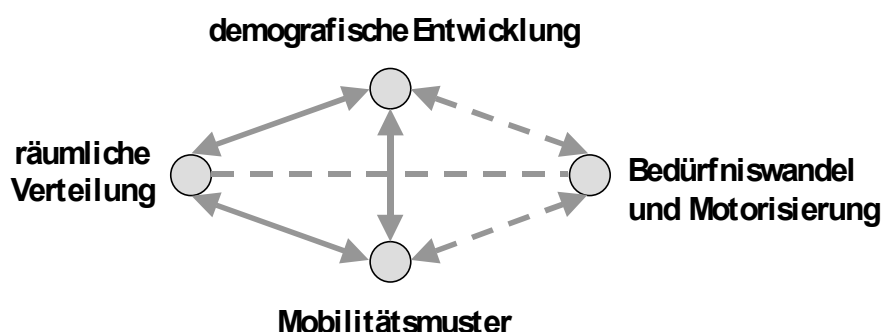 demografische Entwicklung
räumliche
Verteilung
Bedürfniswandel
und Motorisierung
Mobilitätsmuster